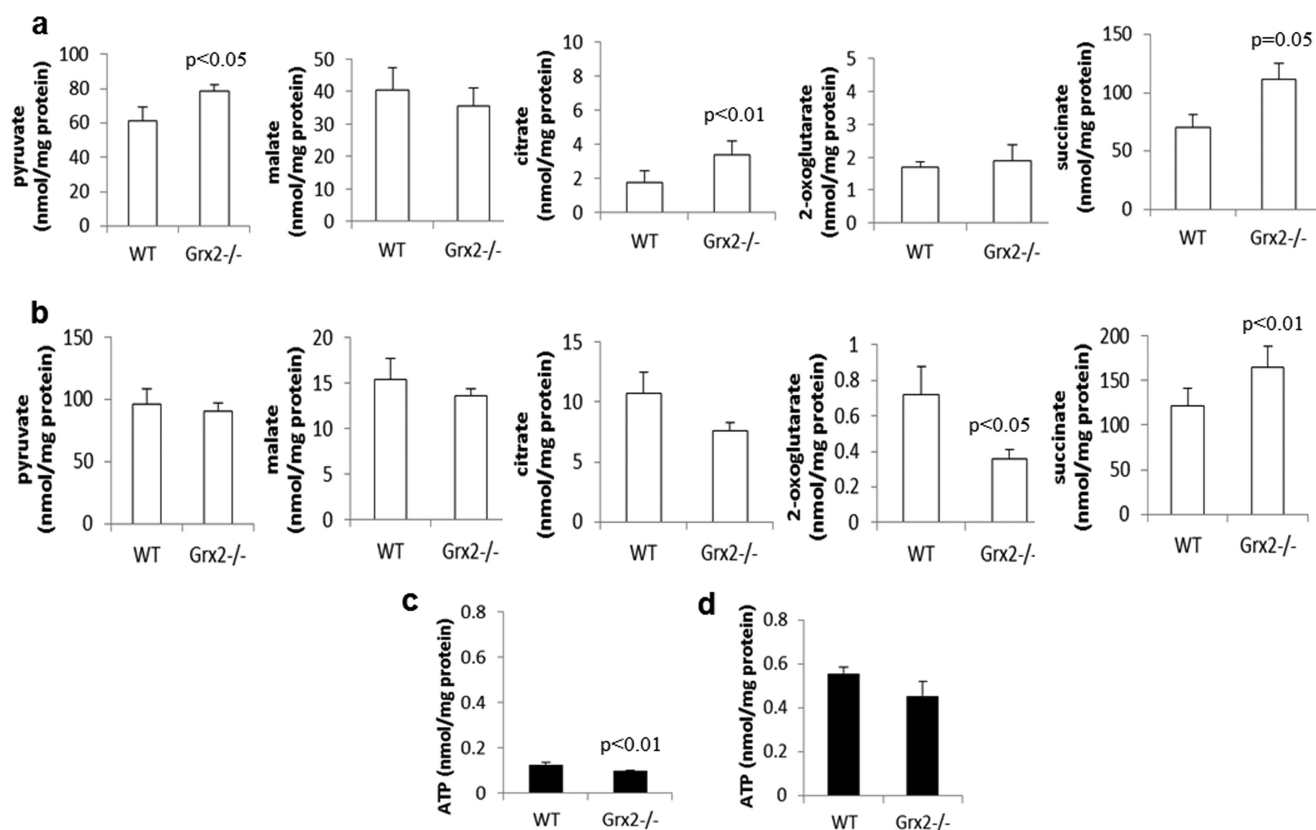 a
pyruvate
(nmol/mg protein)
100
80
60
40
20
0
p<0.05
WT Grx2-/-
malate
(nmol/mg protein)
50
40
30
20
10
0
WT Grx2-/-
citrate
(nmol/mg protein)
10
8
6
4
2
0
p<0.01
WT Grx2-/-
2-oxoglutarate
(nmol/mg protein)
5
4
3
2
1
0
WT Grx2-/-
succinate
(nmol/mg protein)
150
100
50
0
p=0.05
WT Grx2-/-
b
pyruvate
(nmol/mg protein)
150
100
50
0
WT Grx2-/-
malate
(nmol/mg protein)
20
15
10
5
0
WT Grx2-/-
citrate
(nmol/mg protein)
15
10
5
0
WT Grx2-/-
2-oxoglutarate
(nmol/mg protein)
1
0.8
0.6
0.4
0.2
0
p<0.05
WT Grx2-/-
succinate
(nmol/mg protein)
200
150
100
50
0
p<0.01
WT Grx2-/-
c
ATP (nmol/mg protein)
0.8
0.6
0.4
0.2
0
p<0.01
WT Grx2-/-
d
ATP (nmol/mg protein)
0.8
0.6
0.4
0.2
0
WT Grx2-/-